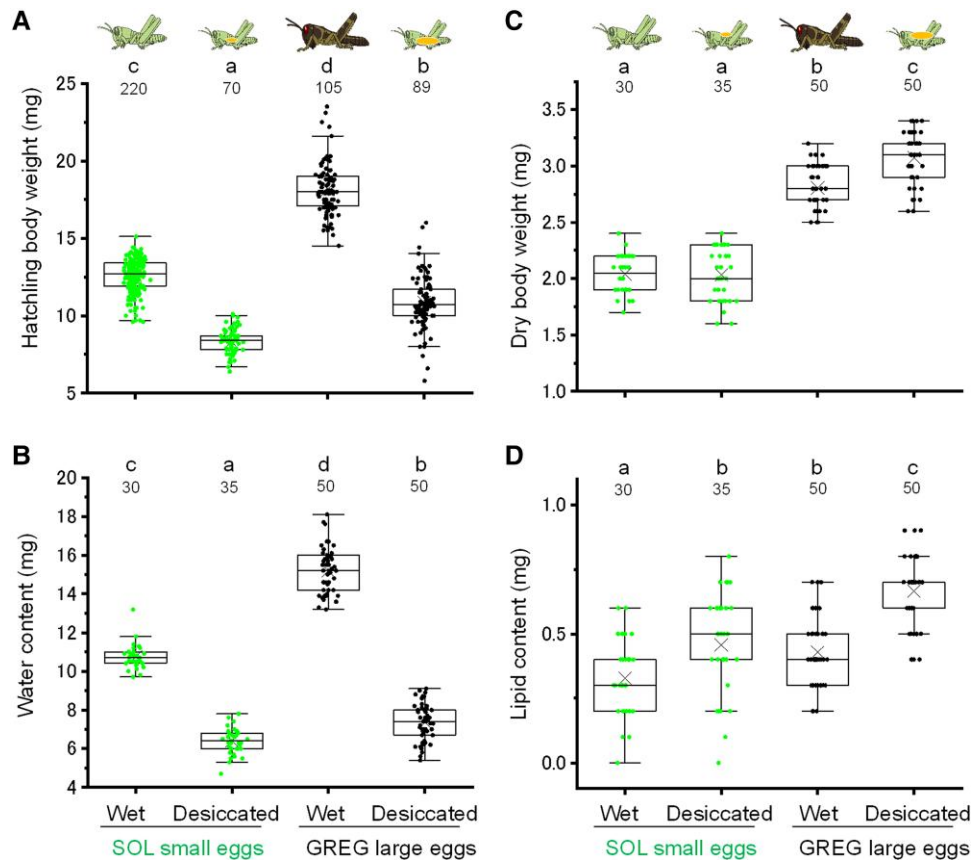 A
c a d b
220 70 105 89
Hatchling body weight (mg)
25
20
15
10
5
B
c a d b
30 35 50 50
Water content (mg)
20
18
16
14
12
10
8
6
4
Wet Desiccated Wet Desiccated
SOL small eggs GREG large eggs
C
a a b c
30 35 50 50
Dry body weight (mg)
3.5
3.0
2.5
2.0
1.5
1.0
D
a b b c
30 35 50 50
Lipid content (mg)
1.0
0.5
0.0
Wet Desiccated Wet Desiccated
SOL small eggs GREG large eggs